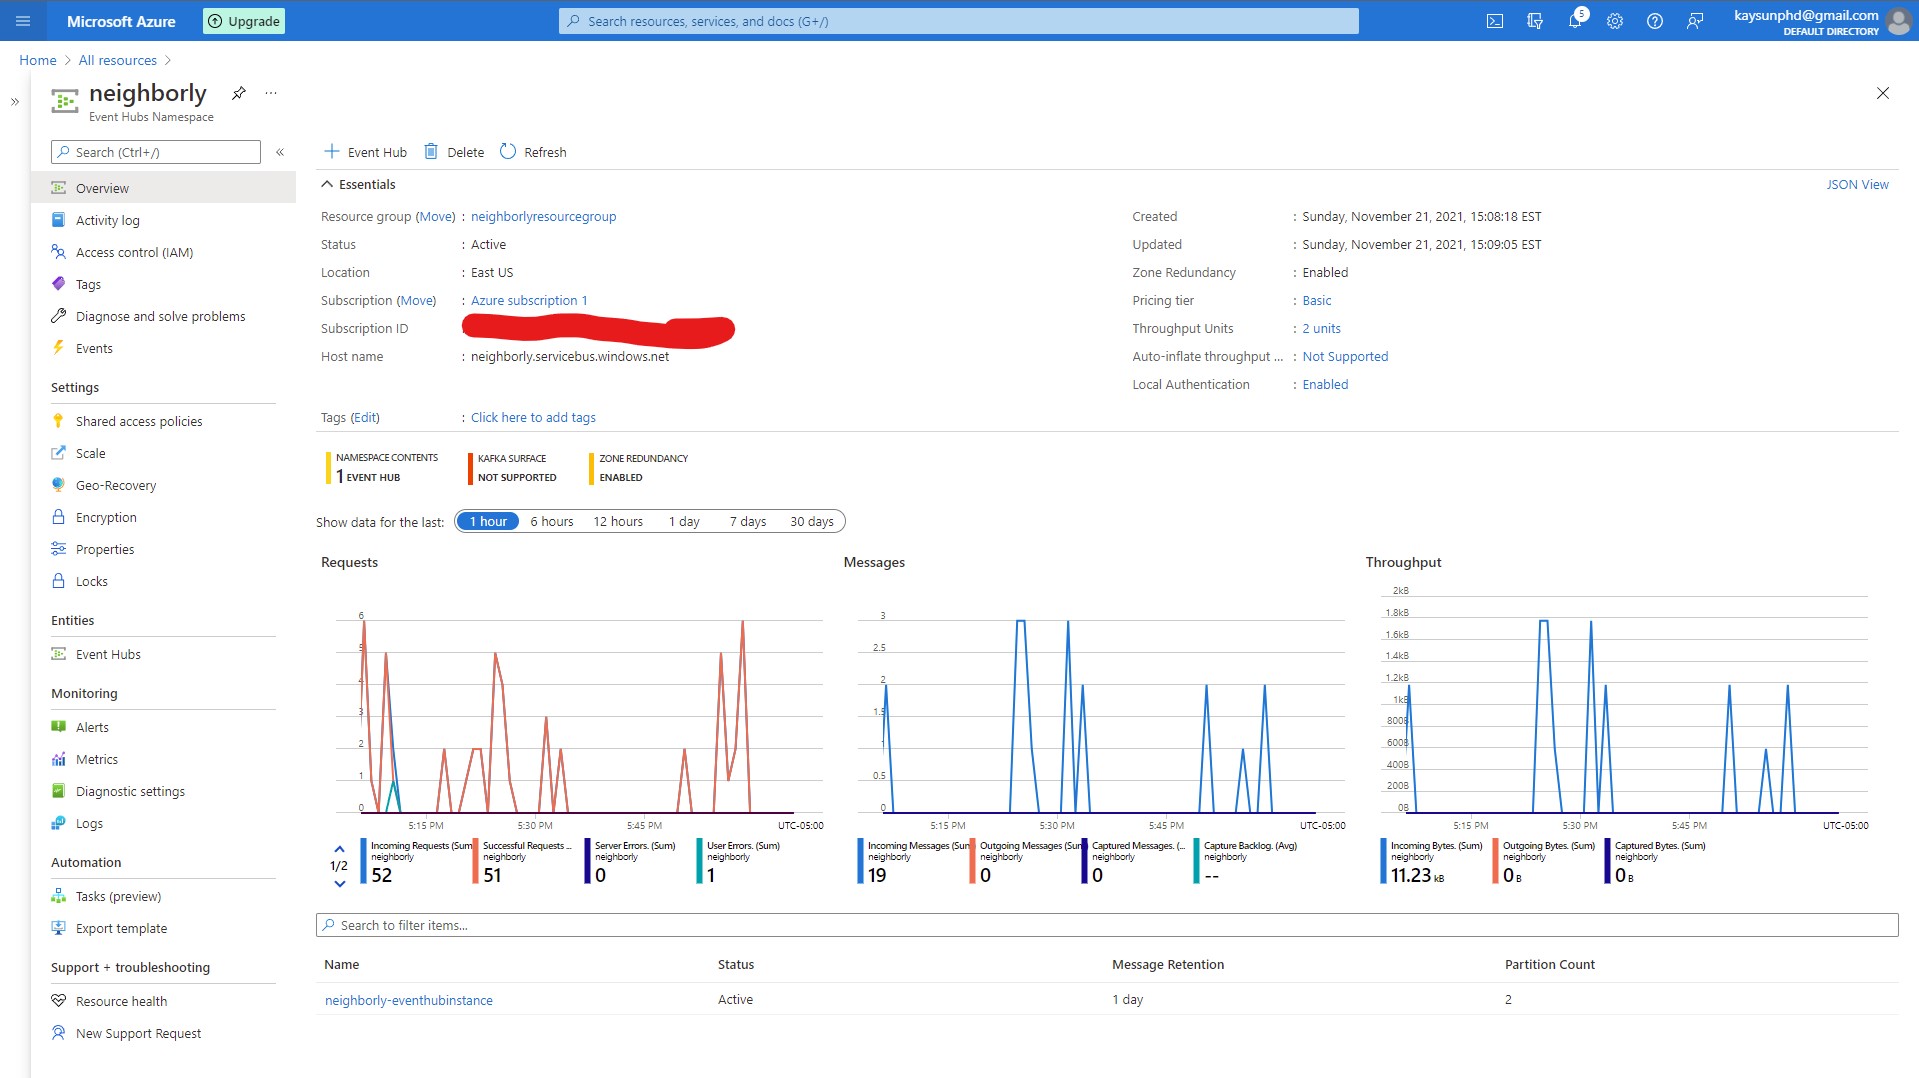 Microsoft Azure
Upgrade
Search resources, services, and docs (G+/)
5
kaysunphd@gmail.com
DEFAULT DIRECTORY
Home > All resources >
neighborly
Event Hubs Namespace
Search (Ctrl+/)
Overview
Activity log
Access control (IAM)
Tags
Diagnose and solve problems
Events
Settings
Shared access policies
Scale
Geo-Recovery
Encryption
Properties
Locks
Entities
Event Hubs
Monitoring
Alerts
Metrics
Diagnostic settings
Logs
Automation
Tasks (preview)
Export template
Support + troubleshooting
Resource health
New Support Request
Event Hub Delete Refresh
Essentials
JSON View
Resource group (Move) : neighborlyresourcegroup
Status : Active
Location : East US
Subscription (Move) : Azure subscription 1
Subscription ID
Host name : neighborly.servicebus.windows.net
Tags (Edit) : Click here to add tags
Created : Sunday, November 21, 2021, 15:08:18 EST
Updated : Sunday, November 21, 2021, 15:09:05 EST
Zone Redundancy : Enabled
Pricing tier : Basic
Throughput Units : 2 units
Auto-inflate throughput ... : Not Supported
Local Authentication : Enabled
NAMESPACE CONTENTS
1 EVENT HUB
KAFKA SURFACE
NOT SUPPORTED
ZONE REDUNDANCY
ENABLED
Show data for the last: 1 hour 6 hours 12 hours 1 day 7 days 30 days
Requests
6
5
4
3
2
1
0
5:15 PM 5:30 PM 5:45 PM UTC-05:00
1/2
Incoming Requests (Sum
neighborly
52
Successful Requests ...
neighborly
51
Server Errors. (Sum)
neighborly
0
User Errors. (Sum)
neighborly
1
Messages
3
2.5
2
1.5
1
0.5
0
5:15 PM 5:30 PM 5:45 PM UTC-05:00
Incoming Messages (Sum
neighborly
19
Outgoing Messages (Sum
neighborly
0
Captured Messages. (...
neighborly
0
Capture Backlog. (Avg)
neighborly
--
Throughput
2kB
1.8kB
1.6kB
1.4kB
1.2kB
1kB
800B
600B
400B
200B
0B
5:15 PM 5:30 PM 5:45 PM UTC-05:00
Incoming Bytes. (Sum)
neighborly
11.23 kB
Outgoing Bytes. (Sum)
neighborly
0 B
Captured Bytes. (Sum)
neighborly
0 B
Search to filter items...
Name Status Message Retention Partition Count
neighborly-eventhubinstance Active 1 day 2